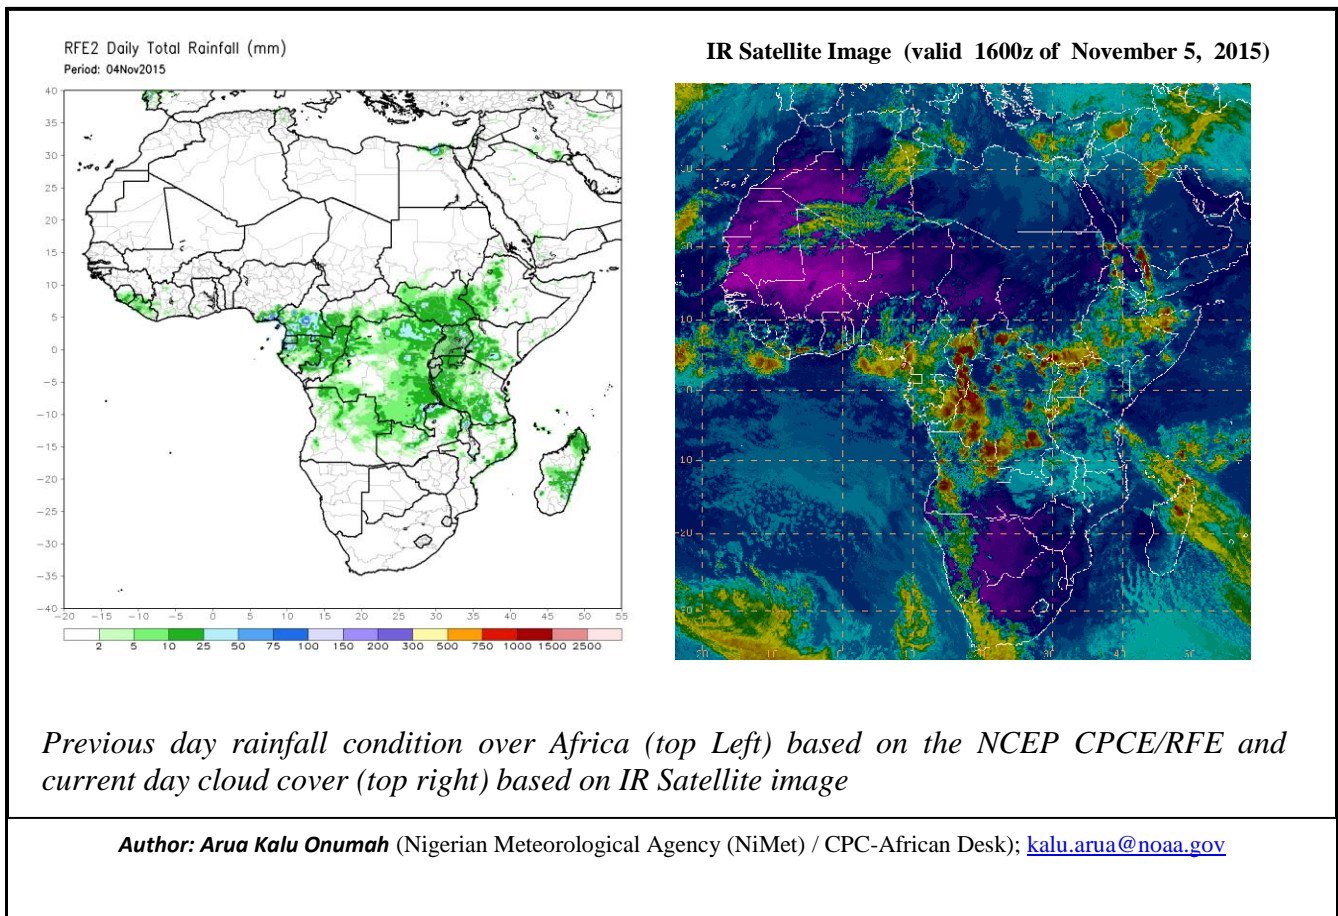 RFE2 Daily Total Rainfall (mm)
Period: 04Nov2015
IR Satellite Image (valid 1600z of November 5, 2015)
40
35
30
25
20
15
10
5
0
-5
-10
-15
-20
-25
-30
-35
-40
-20 -15 -10 -5 0 5 10 15 20 25 30 35 40 45 50 55
2 5 10 25 50 75 100 150 200 300 500 750 1000 1500 2500
Previous day rainfall condition over Africa (top Left) based on the NCEP CPCE/RFE and
current day cloud cover (top right) based on IR Satellite image
Author: Arua Kalu Onumah (Nigerian Meteorological Agency (NiMet) / CPC-African Desk); kalu.arua@noaa.gov